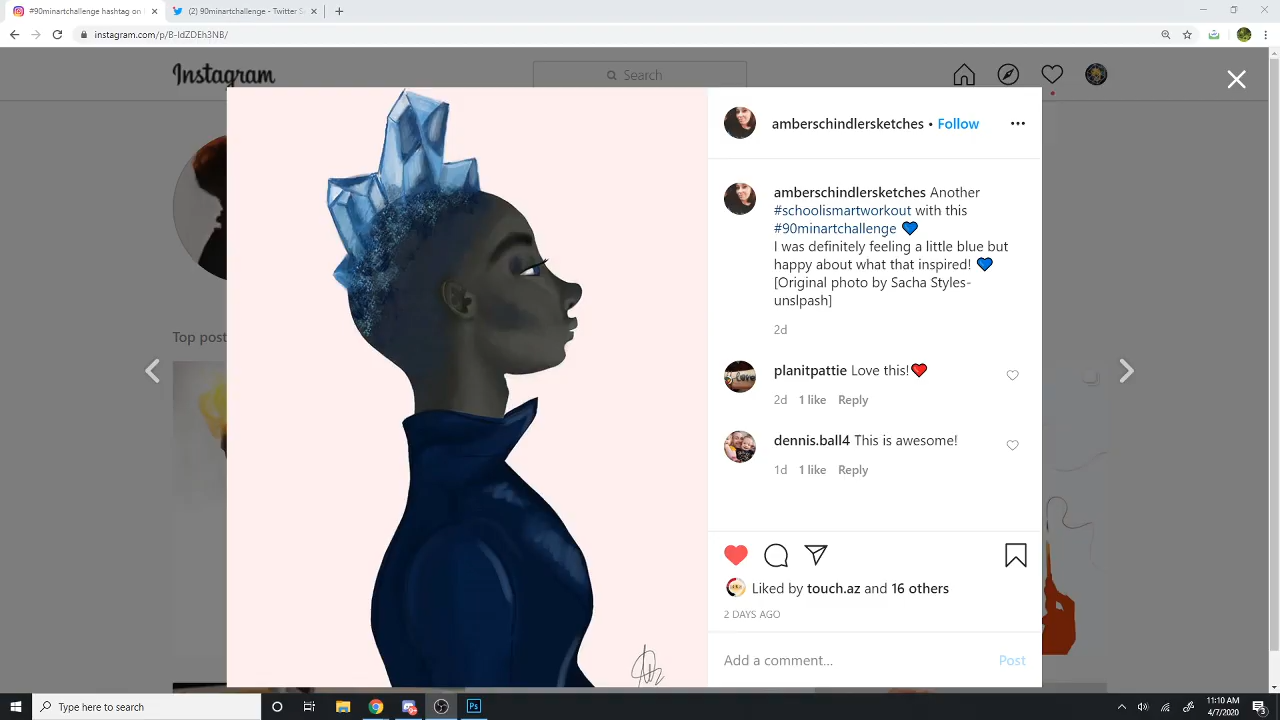 #90minartchallenge hashtag on I
(2) 90minartchallenge - Twitter S
instagram.com/p/B-IdZDEh3NB/
Instagram
Search
amberschindlersketches • Follow
amberschindlersketches Another
#schoolismartworkout with this
#90minartchallenge 💙
I was definitely feeling a little blue but
happy about what that inspired! 💙
[Original photo by Sacha Styles-
unslpash]
2d
Top post
planitpattie Love this!❤️
2d 1 like Reply
dennis.ball4 This is awesome!
1d 1 like Reply
Liked by touch.az and 16 others
2 DAYS AGO
Add a comment... Post
Type here to search
11:10 AM
4/7/2020